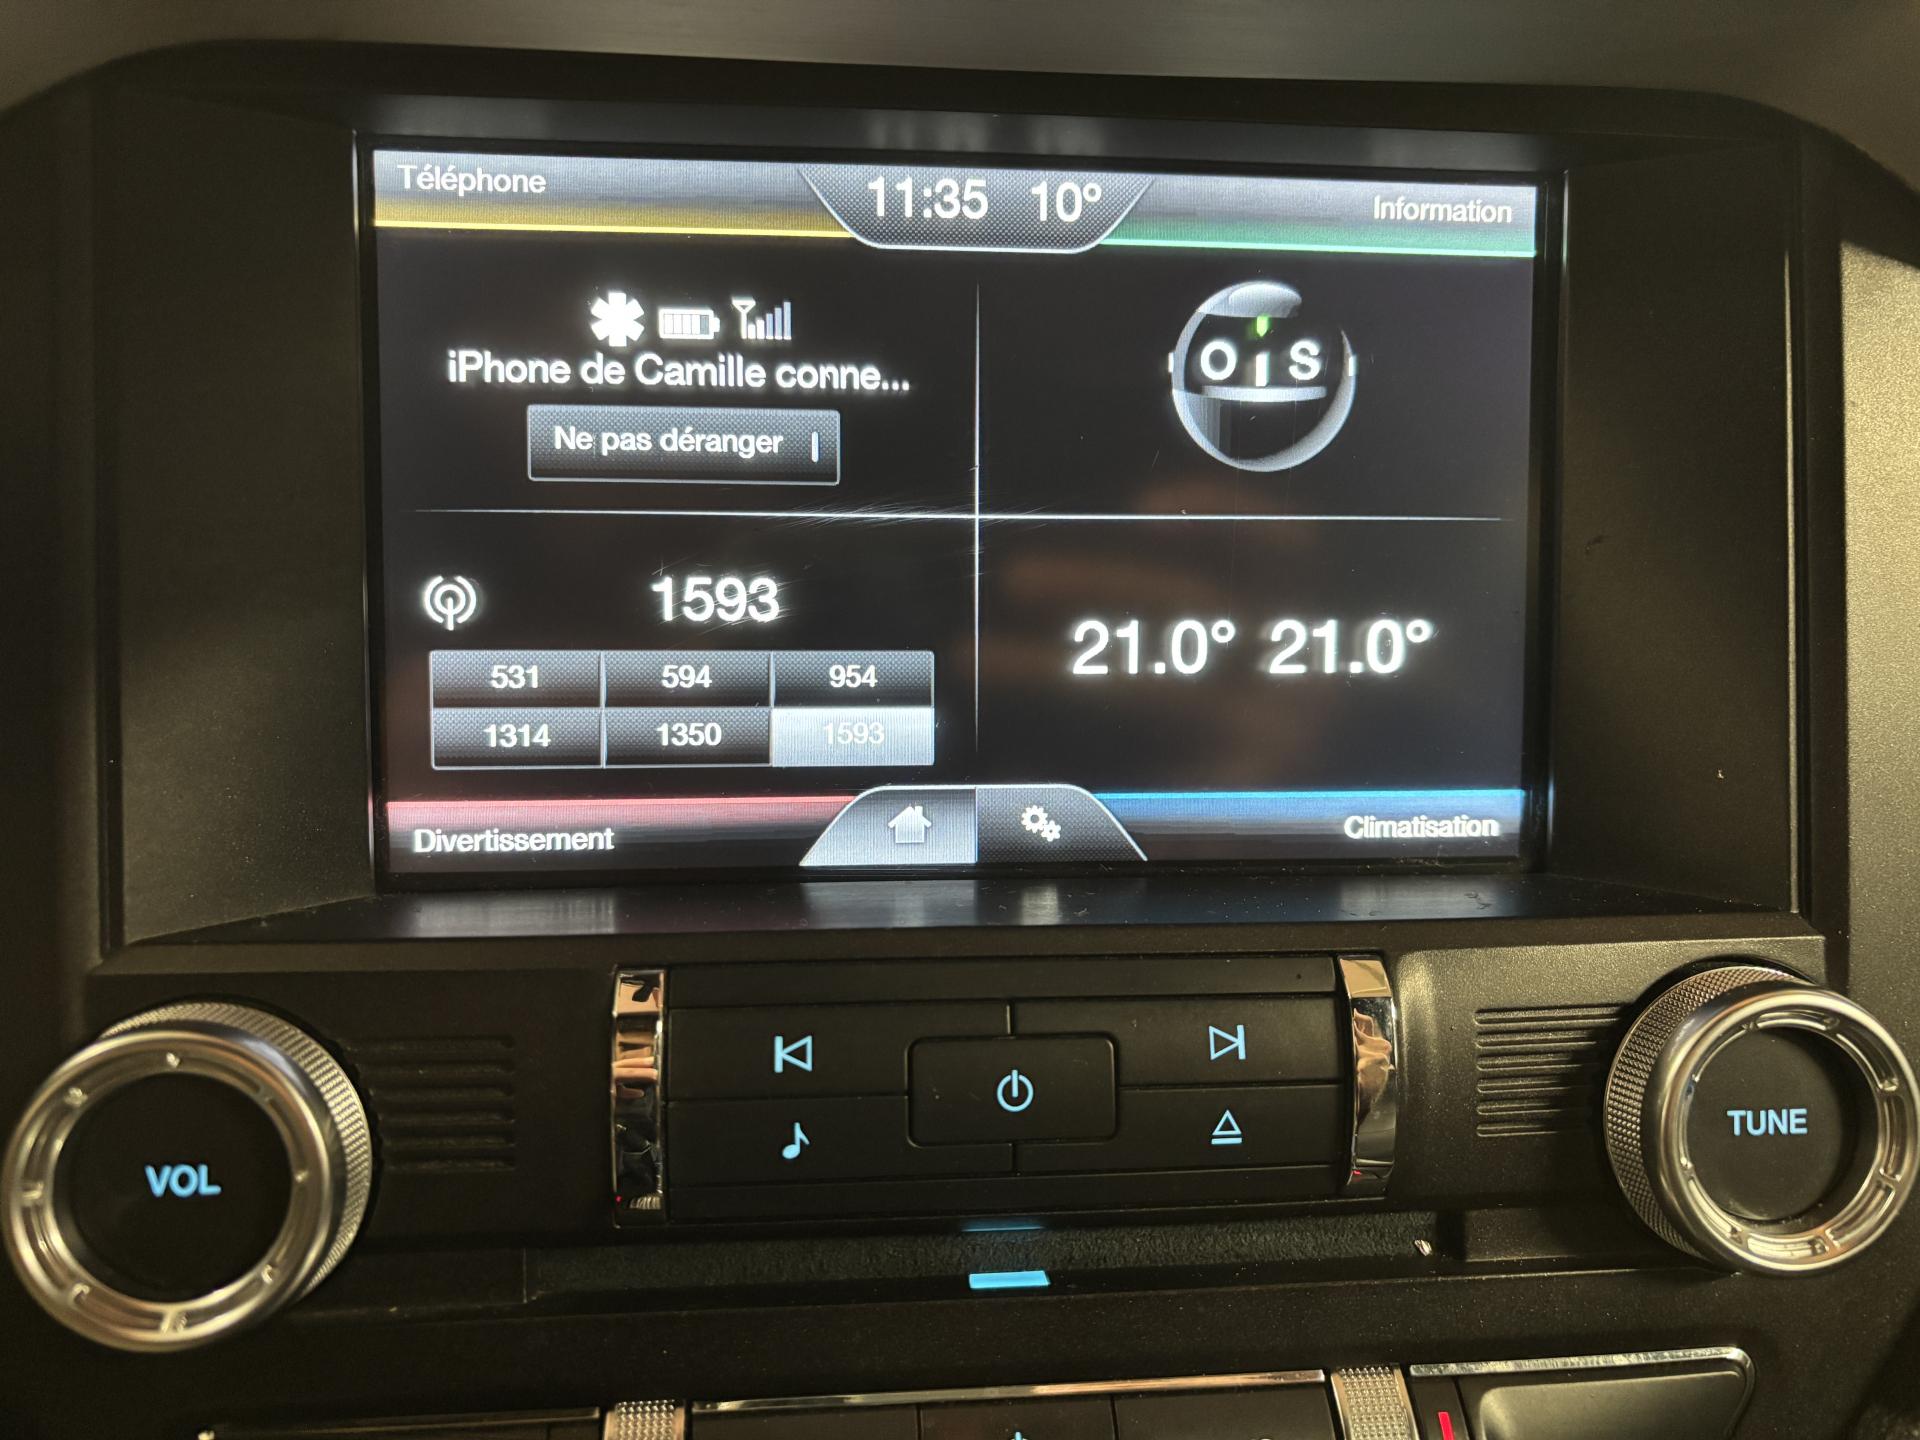 Téléphone
11:35 10°
Information
iPhone de Camille conne...
Ne pas déranger
O S
1593
531 594 954
1314 1350 1593
21.0° 21.0°
Divertissement
Climatisation
VOL
TUNE